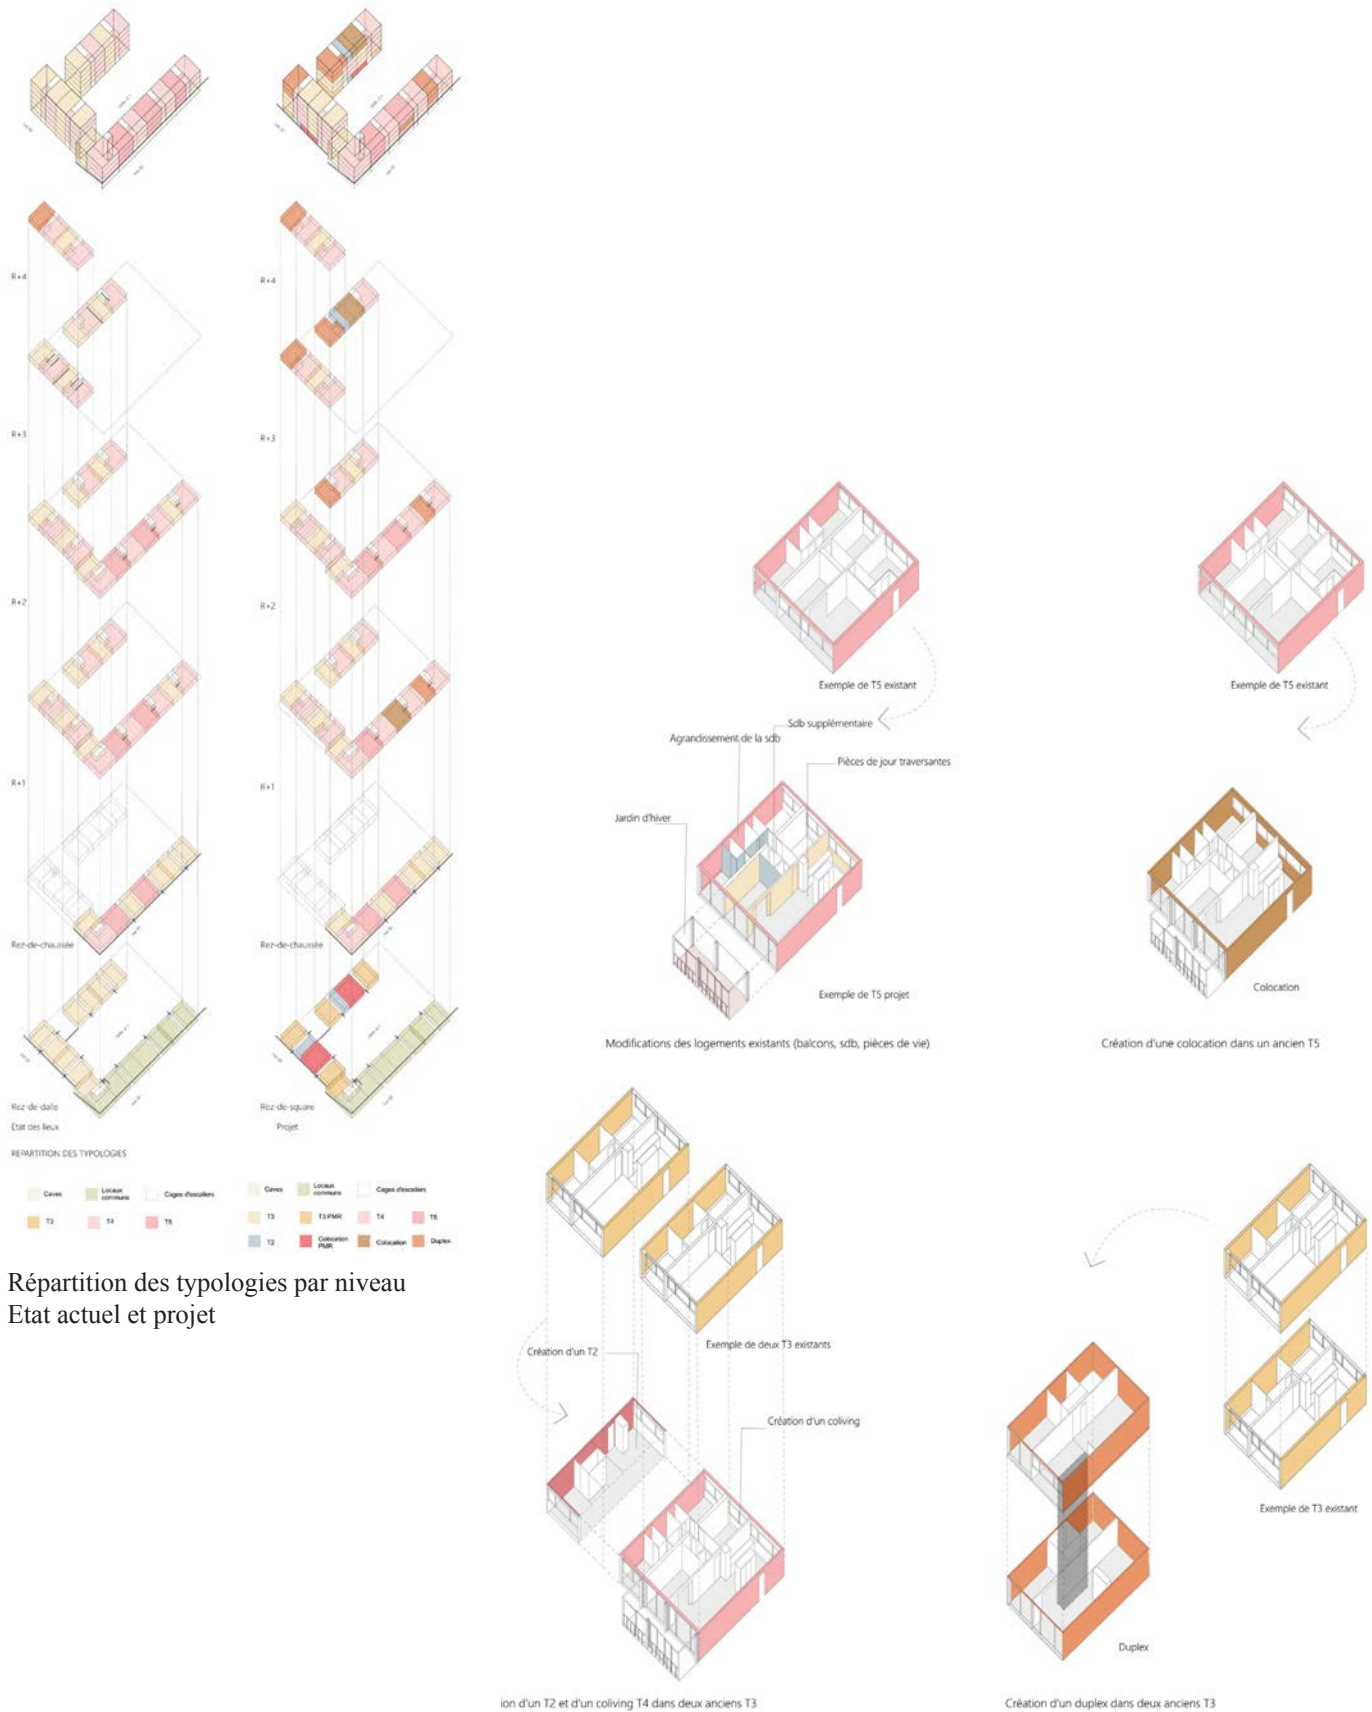 R+4
R+4
R+3
R+3
R+2
R+2
R+1
R+1
Rez-de-chaussée
Rez-de-chaussée
Rez-de-dalle
Etat des lieux
Rez-de-square
Projet
REPARTITION DES TYPOLOGIES
Caves
Locaux
communs
Cages d'escaliers
T3
T4
T5
Caves
Locaux
communs
Cages d'escaliers
T3
T3 PMR
T4
T5
T2
Colocation
PMR
Colocation
Duplex
Répartition des typologies par niveau
Etat actuel et projet
Exemple de T5 existant
Sdb supplémentaire
Agrandissement de la sdb
Pièces de jour traversantes
Jardin d'hiver
Exemple de T5 projet
Modifications des logements existants (balcons, sdb, pièces de vie)
Exemple de T5 existant
Colocation
Création d'une colocation dans un ancien T5
Exemple de deux T3 existants
Création d'un T2
Création d'un coliving
ion d'un T2 et d'un coliving T4 dans deux anciens T3
Exemple de T3 existant
Duplex
Création d'un duplex dans deux anciens T3